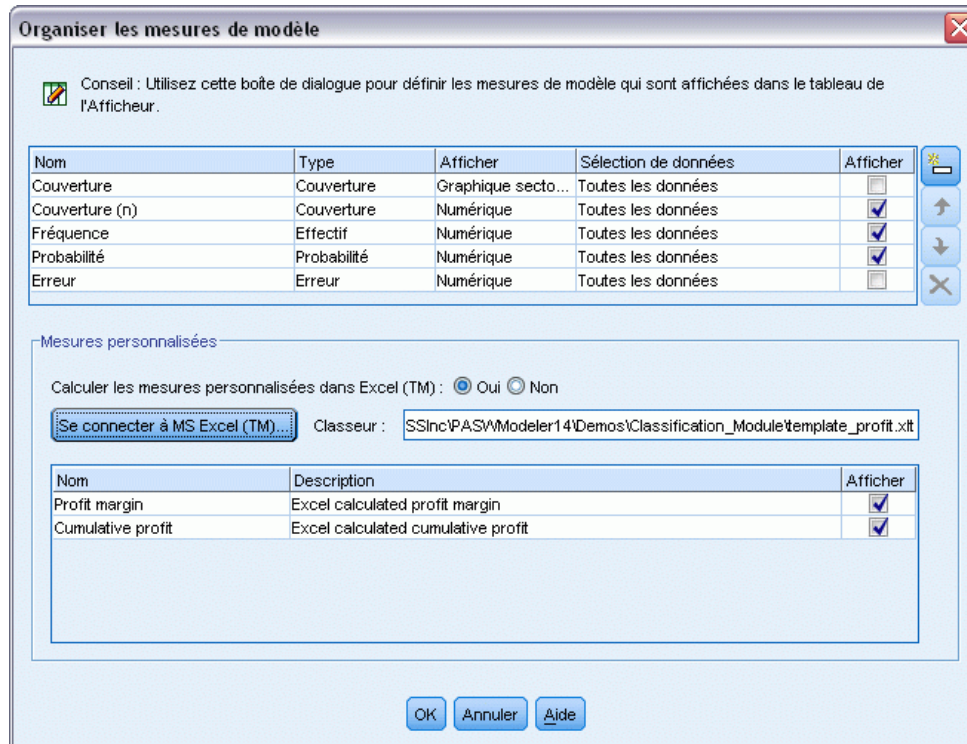 Organiser les mesures de modèle
Conseil : Utilisez cette boîte de dialogue pour définir les mesures de modèle qui sont affichées dans le tableau de
l'Afficheur.
Nom Type Afficher Sélection de données Afficher
Couverture Couverture Graphique secto... Toutes les données
Couverture (n) Couverture Numérique Toutes les données
Fréquence Effectif Numérique Toutes les données
Probabilité Probabilité Numérique Toutes les données
Erreur Erreur Numérique Toutes les données
Mesures personnalisées
Calculer les mesures personnalisées dans Excel (TM) : Oui Non
Se connecter à MS Excel (TM)... Classeur : SSInc\PASWModeler14\Demos\Classification_Module\template_profit.xlt
Nom Description Afficher
Profit margin Excel calculated profit margin
Cumulative profit Excel calculated cumulative profit
OK Annuler Aide